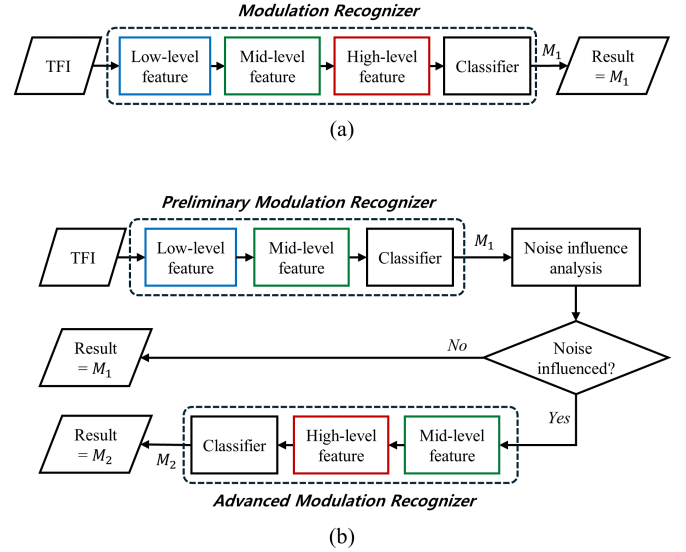 Modulation Recognizer
TFI
Low-level
feature
Mid-level
feature
High-level
feature
Classifier
M₁
Result
= M₁
(a)
Preliminary Modulation Recognizer
TFI
Low-level
feature
Mid-level
feature
Classifier
M₁
Noise influence
analysis
Result
= M₁
No
Noise
influenced?
Yes
Result
= M₂
M₂
Classifier
High-level
feature
Mid-level
feature
Advanced Modulation Recognizer
(b)